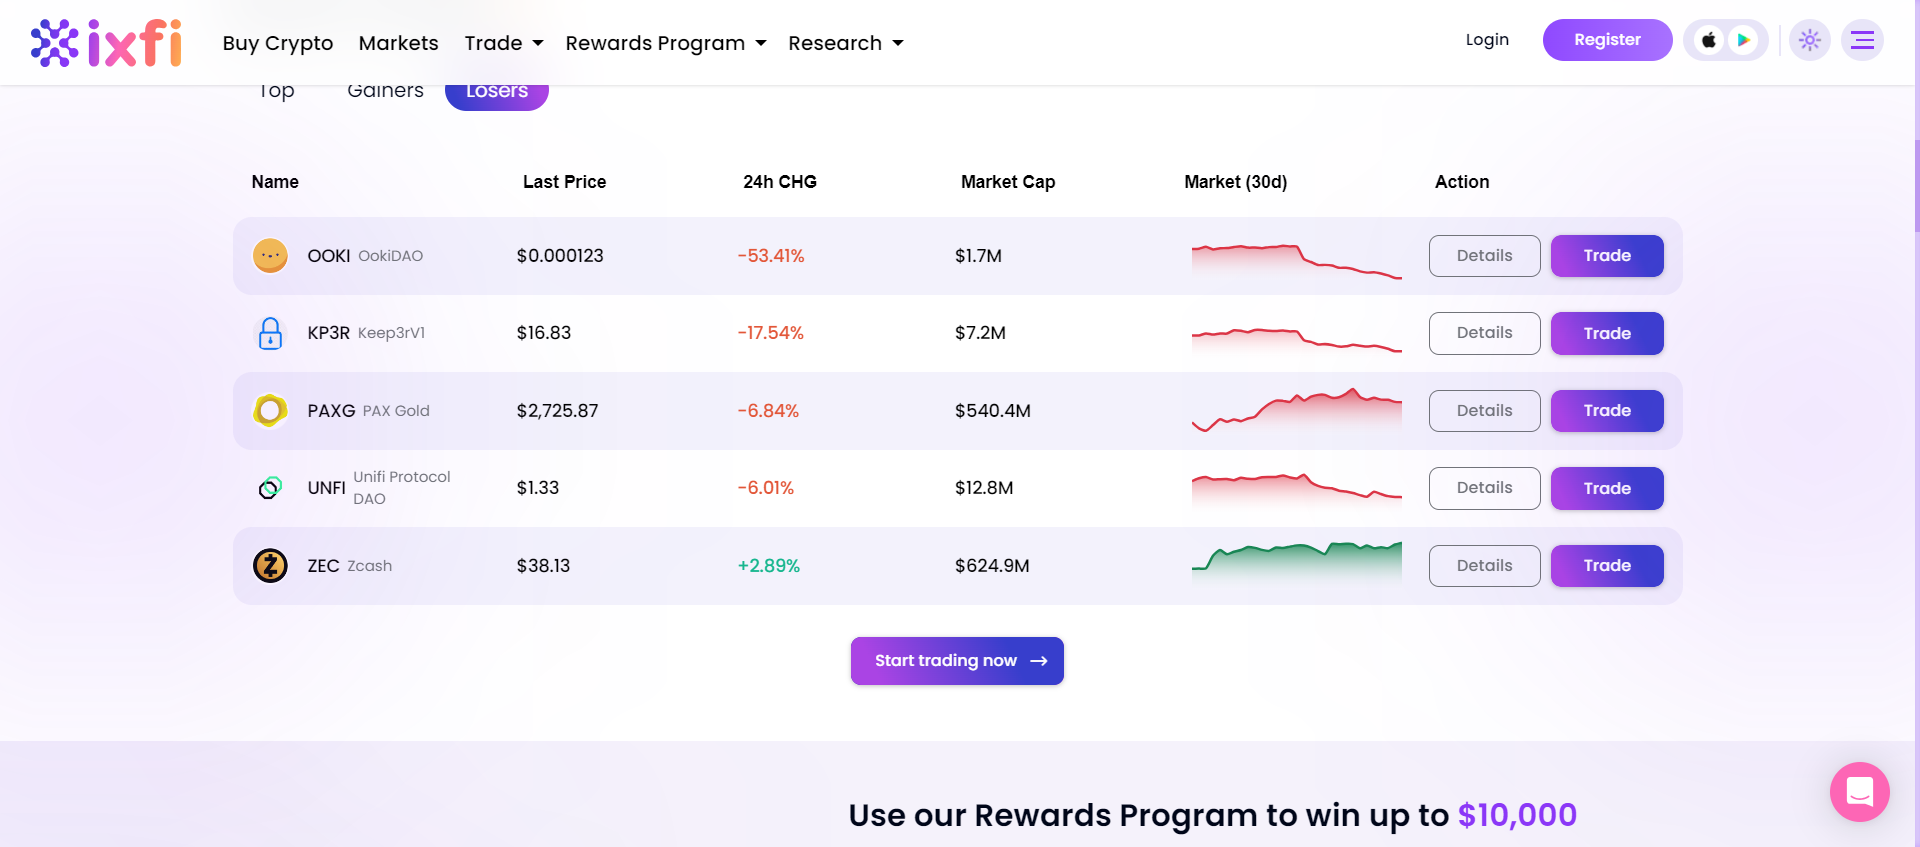 ixfi Buy Crypto Markets Trade Rewards Program Research Login Register
Top Gainers Losers
Name Last Price 24h CHG Market Cap Market (30d) Action
OOKI OokiDAO $0.000123 -53.41% $1.7M Details Trade
KP3R Keep3rV1 $16.83 -17.54% $7.2M Details Trade
PAXG PAX Gold $2,725.87 -6.84% $540.4M Details Trade
UNFI Unifi Protocol DAO $1.33 -6.01% $12.8M Details Trade
ZEC Zcash $38.13 +2.89% $624.9M Details Trade
Start trading now →
Use our Rewards Program to win up to $10,000